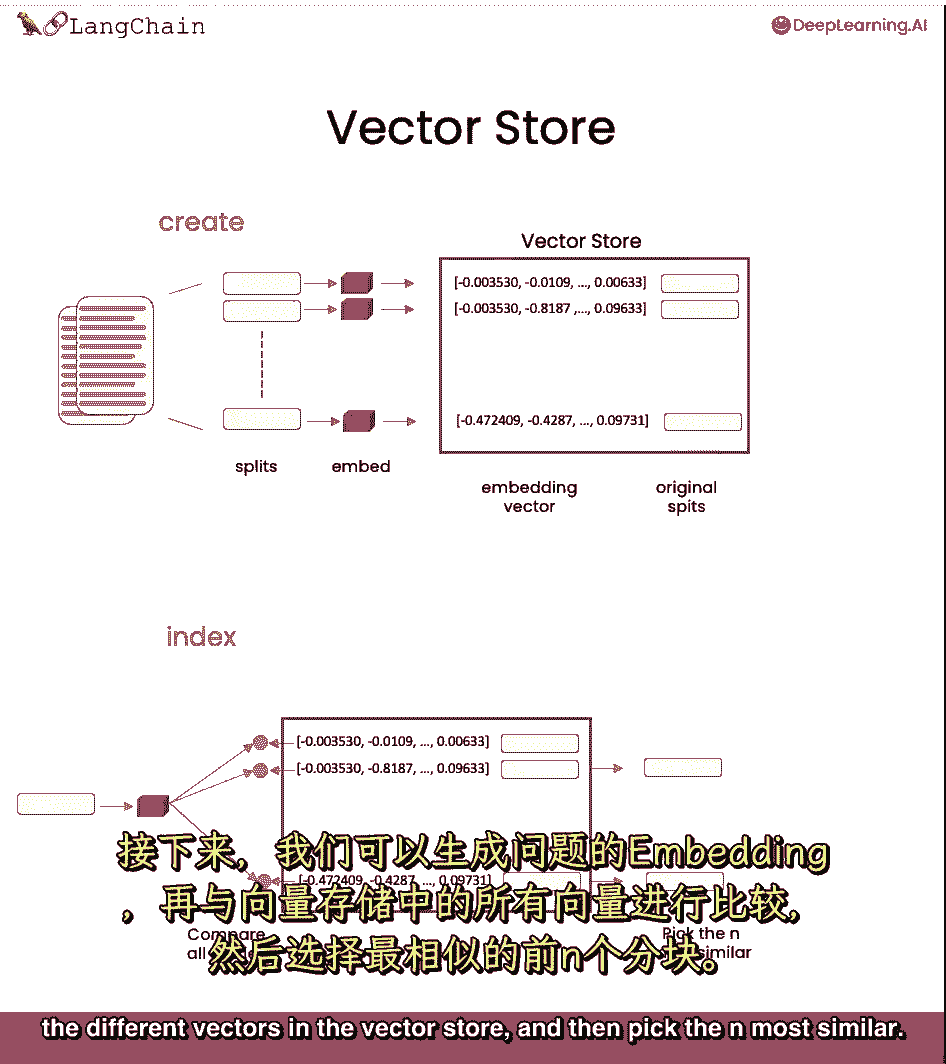 LangChain
DeepLearning.AI
Vector Store
create
Vector Store
[-0.003530, -0.0109, ..., 0.00633]
[-0.003530, -0.8187 ,..., 0.09633]
[-0.472409, -0.4287, ..., 0.09731]
splits
embed
embedding
vector
original
spits
index
[-0.003530, -0.0109, ..., 0.00633]
[-0.003530, -0.8187, ..., 0.09633]
[-0.472409, -0.4287, ..., 0.09731]
Compare
all
Pick the n
similar
接下来，我们可以生成问题的Embedding
，再与向量存储中的所有向量进行比较，
然后选择最相似的前n个分块。
the different vectors in the vector store, and then pick the n most similar.